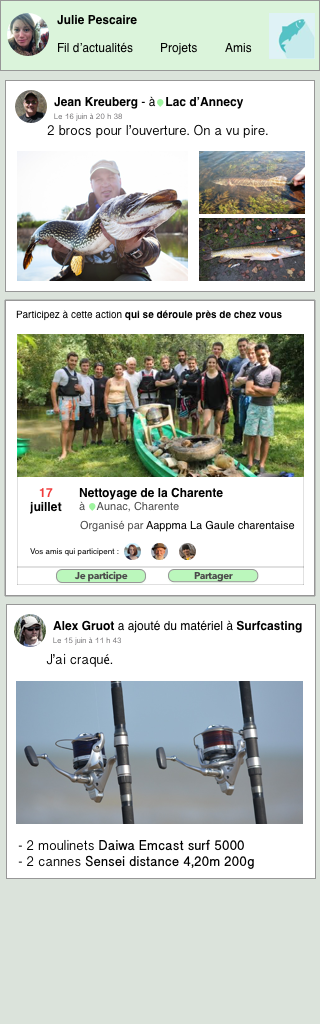 Julie Pescaire
Fil d'actualités Projets Amis
Jean Kreuberg - à Lac d'Annecy
Le 16 juin à 20 h 38
2 brocs pour l'ouverture. On a vu pire.
Participez à cette action qui se déroule près de chez vous
17 juillet
Nettoyage de la Charente
à Aunac, Charente
Organisé par Aappma La Gaule charentaise
Vos amis qui participent :
Je participe Partager
Alex Gruot a ajouté du matériel à Surfcasting
Le 15 juin à 11 h 43
J'ai craqué.
- 2 moulinets Daiwa Emcast surf 5000
- 2 cannes Sensei distance 4,20m 200g